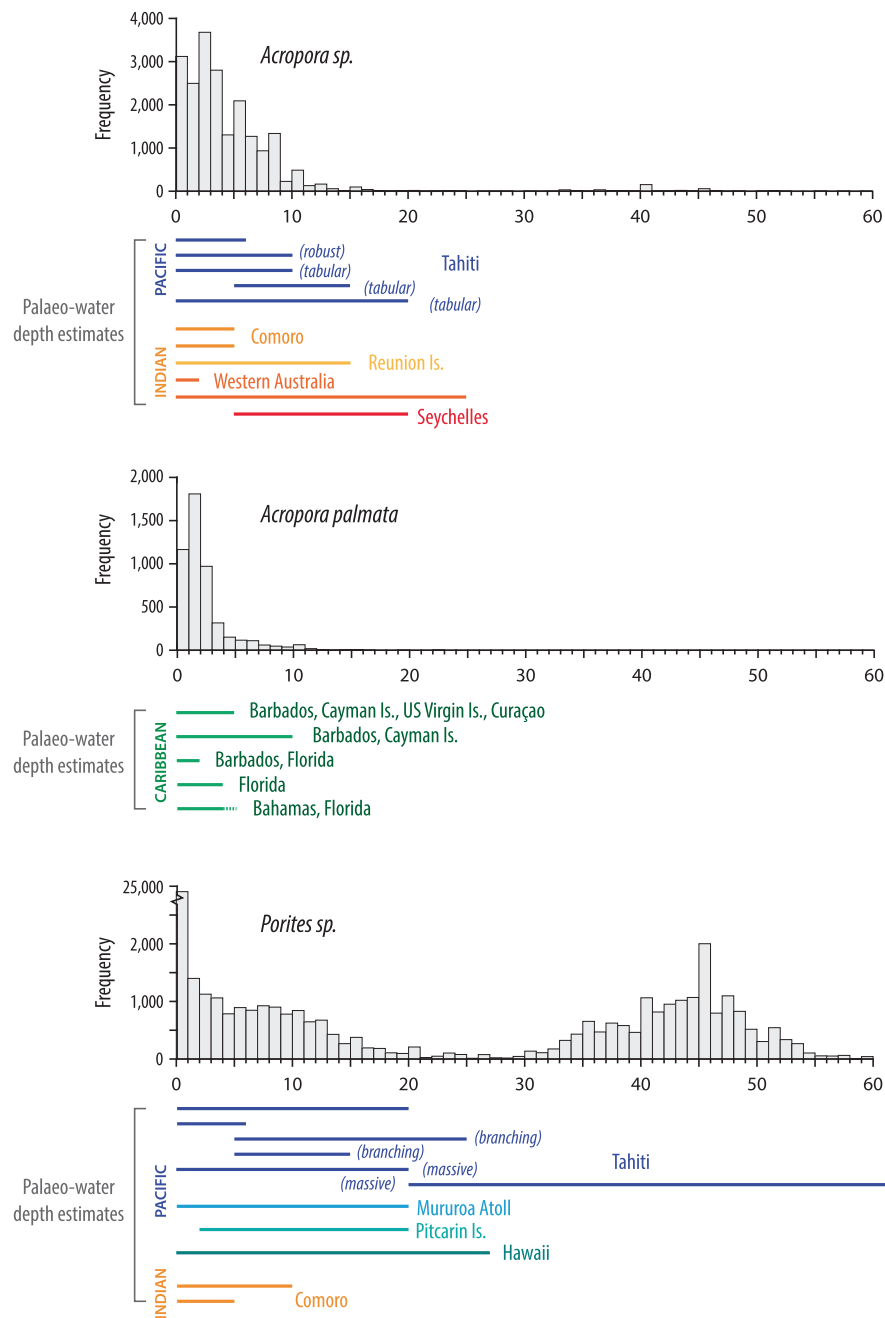 4,000
3,000
2,000
1,000
0
Frequency
Acropora sp.
0 10 20 30 40 50 60
Palaeo-water
depth estimates
PACIFIC
(robust)
(tabular)
Tahiti
(tabular)
(tabular)
INDIAN
Comoro
Reunion Is.
Western Australia
Seychelles
2,000
1,500
1,000
500
0
Frequency
Acropora palmata
0 10 20 30 40 50 60
Palaeo-water
depth estimates
CARIBBEAN
Barbados, Cayman Is., US Virgin Is., Curaçao
Barbados, Cayman Is.
Barbados, Florida
Florida
Bahamas, Florida
25,000
2,000
1,000
0
Frequency
Porites sp.
0 10 20 30 40 50 60
Palaeo-water
depth estimates
PACIFIC
(branching)
(branching)
(massive)
Tahiti
(massive)
Mururoa Atoll
Pitcarin Is.
Hawaii
INDIAN
Comoro